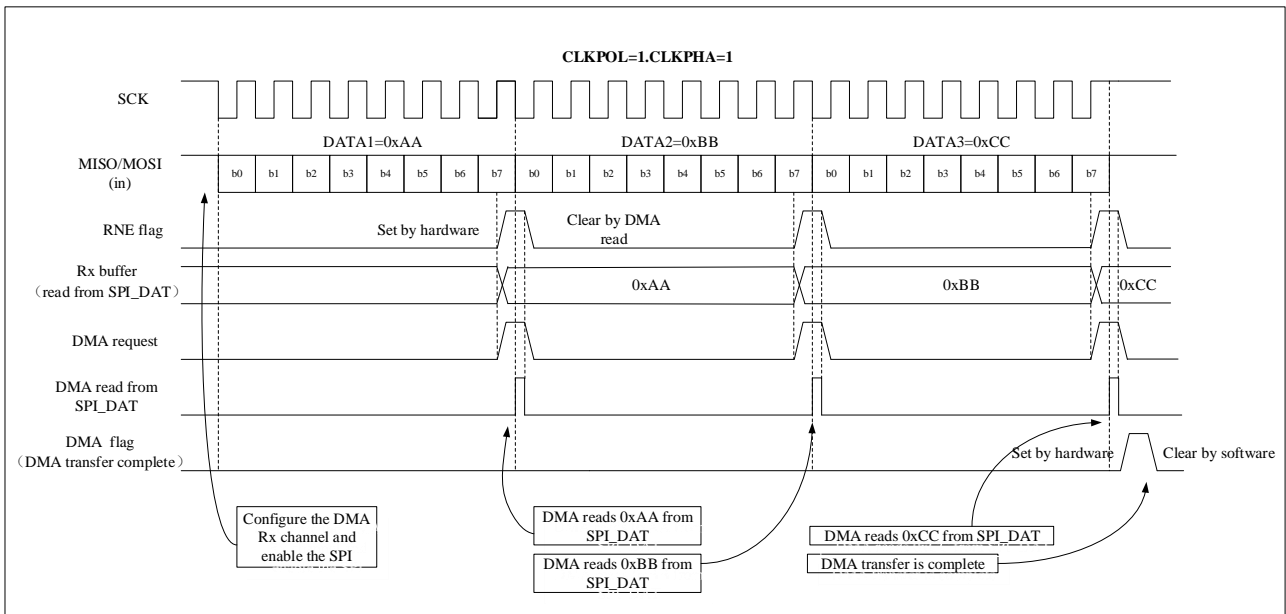 CLKPOL=1.CLKPHA=1
SCK
DATA1=0xAA DATA2=0xBB DATA3=0xCC
MISO/MOSI
(in)
b0 b1 b2 b3 b4 b5 b6 b7 b0 b1 b2 b3 b4 b5 b6 b7 b0 b1 b2 b3 b4 b5 b6 b7
RNE flag
Set by hardware
Clear by DMA
read
Rx buffer
（read from SPI_DAT）
0xAA 0xBB 0xCC
DMA request
DMA read from
SPI_DAT
DMA flag
（DMA transfer complete）
Set by hardware Clear by software
Configure the DMA
Rx channel and
enable the SPI
DMA reads 0xAA from
SPI_DAT
DMA reads 0xBB from
SPI_DAT
DMA reads 0xCC from SPI_DAT
DMA transfer is complete